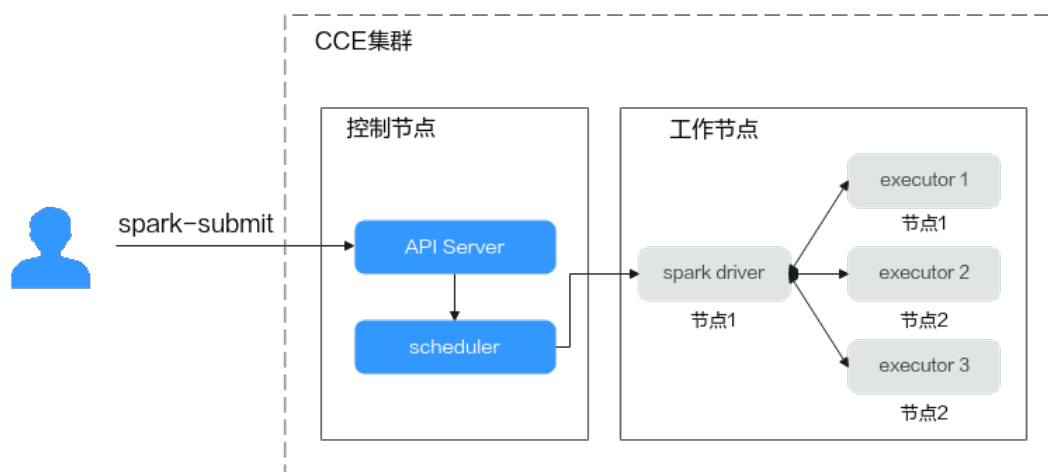 CCE集群
控制节点
工作节点
spark-submit
API Server
scheduler
spark driver
节点1
executor 1
节点1
executor 2
节点2
executor 3
节点2